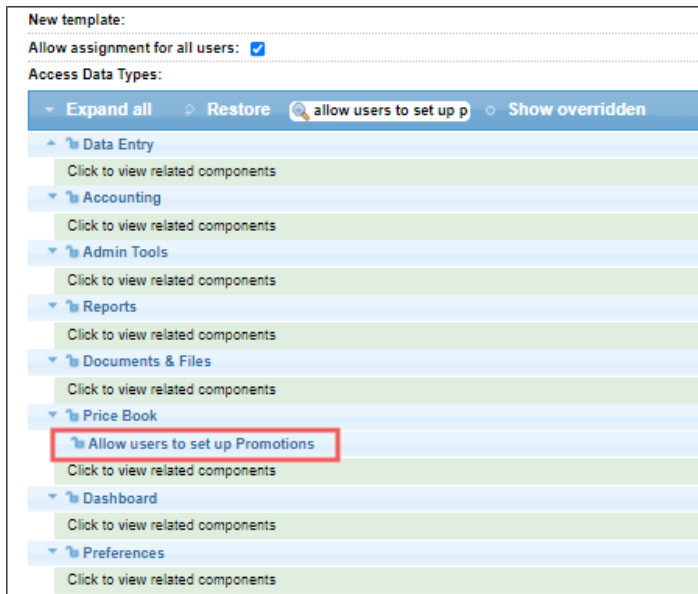 New template:
Allow assignment for all users:
Access Data Types:
Expand all Restore allow users to set up p Show overridden
Data Entry
Click to view related components
Accounting
Click to view related components
Admin Tools
Click to view related components
Reports
Click to view related components
Documents & Files
Click to view related components
Price Book
Allow users to set up Promotions
Click to view related components
Dashboard
Click to view related components
Preferences
Click to view related components